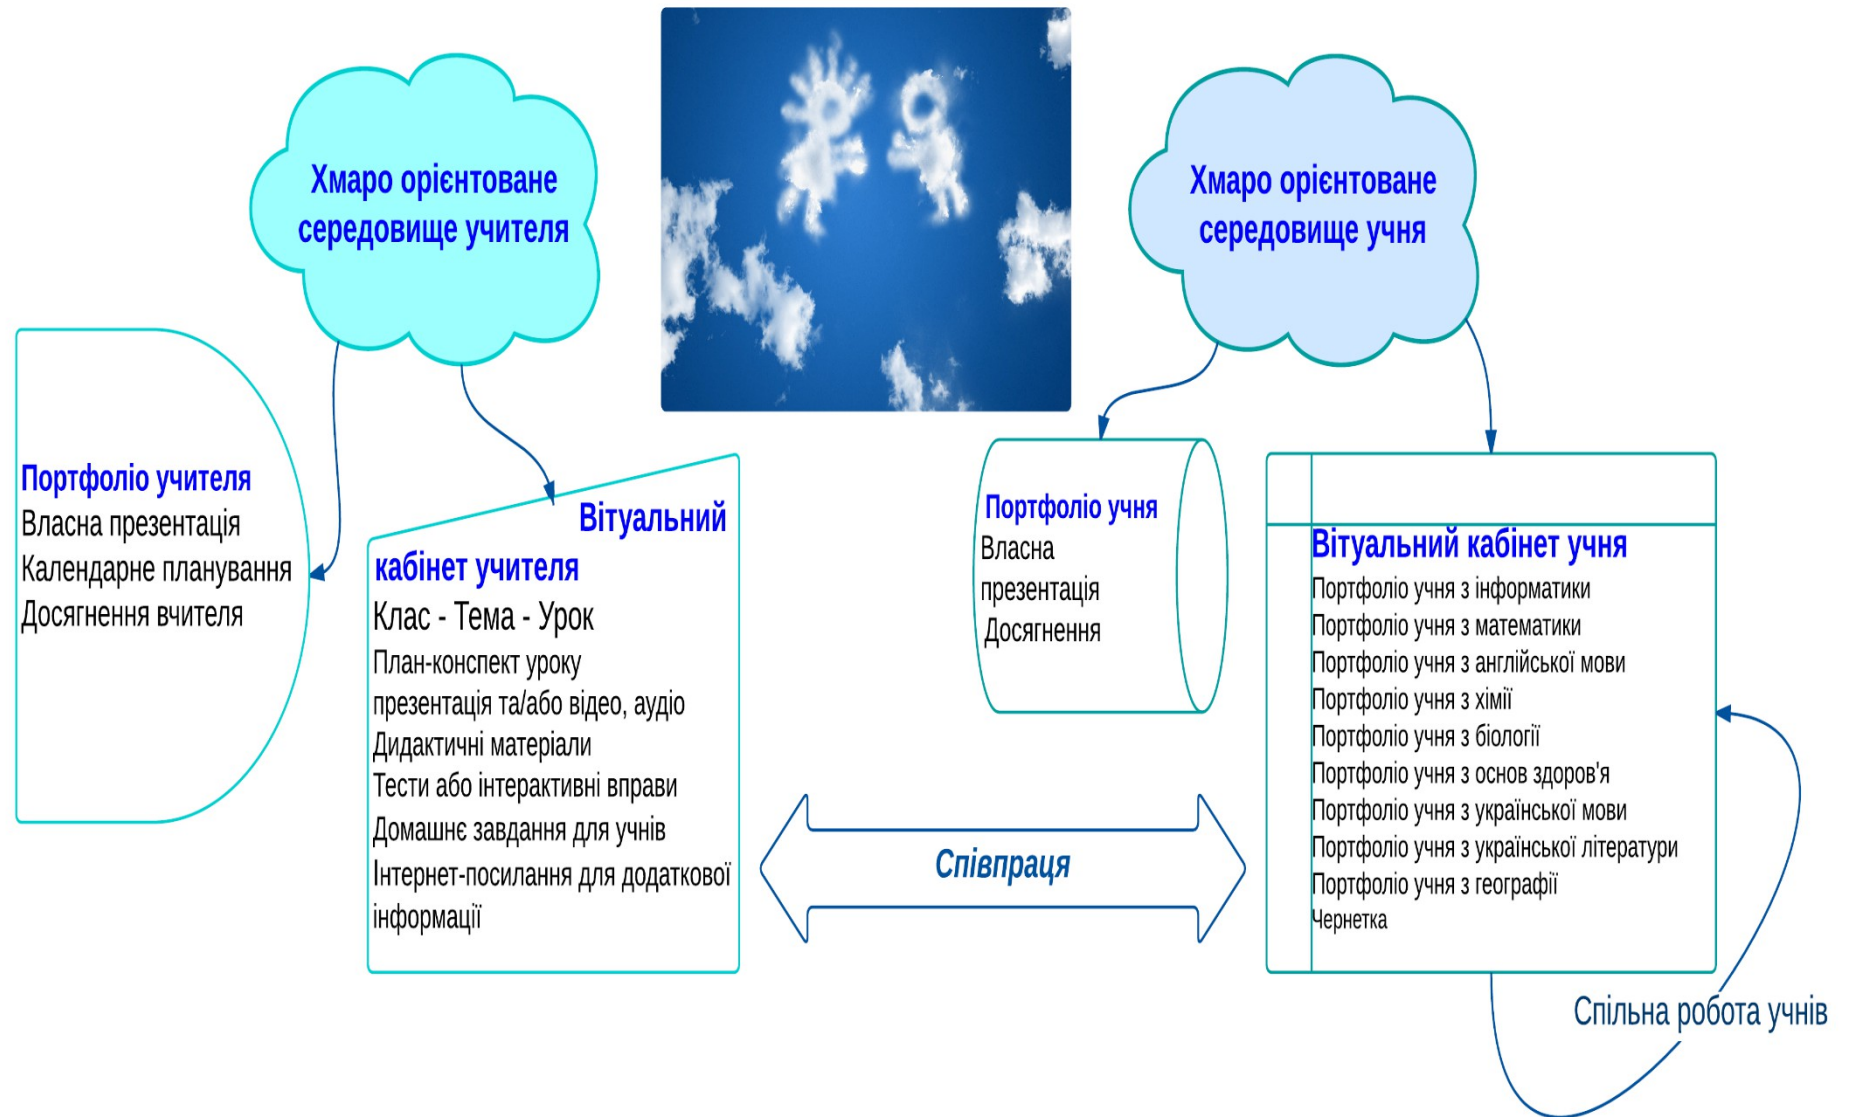 Хмаро орієнтоване
середовище учителя
Хмаро орієнтоване
середовище учня
Портфоліо учителя
Власна презентація
Календарне планування
Досягнення вчителя
Вітуальний
кабінет учителя
Клас - Тема - Урок
План-конспект уроку
презентація та/або відео, аудіо
Дидактичні матеріали
Тести або інтерактивні вправи
Домашнє завдання для учнів
Інтернет-посилання для додаткової
інформації
Співпраця
Портфоліо учня
Власна
презентація
Досягнення
Вітуальний кабінет учня
Портфоліо учня з інформатики
Портфоліо учня з математики
Портфоліо учня з англійської мови
Портфоліо учня з хімії
Портфоліо учня з біології
Портфоліо учня з основ здоров'я
Портфоліо учня з української мови
Портфоліо учня з української літератури
Портфоліо учня з географії
Чернетка
Спільна робота учнів